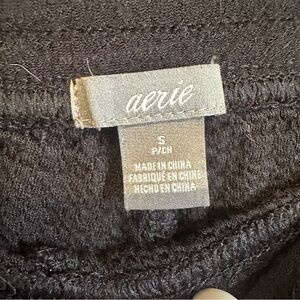 aerie
S
P/CH
MADE IN CHINA
FABRIQUÉ EN CHINE
HECHO EN CHINA